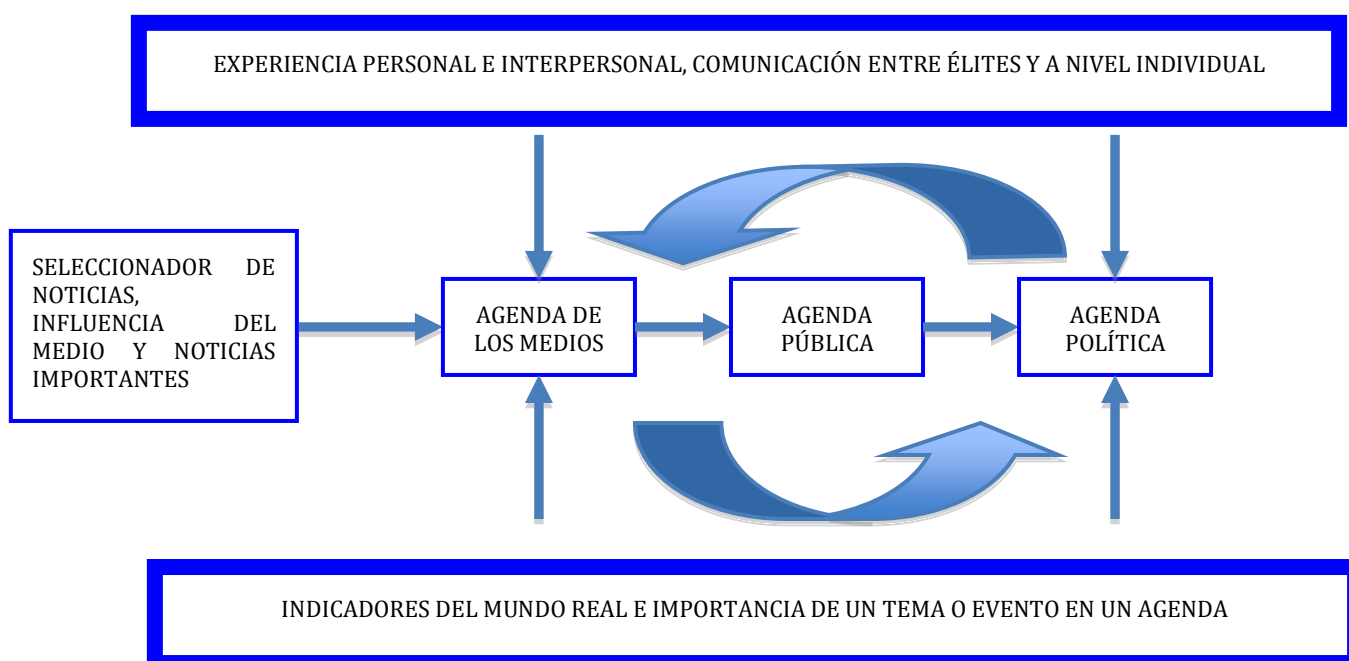 EXPERIENCIA PERSONAL E INTERPERSONAL, COMUNICACIÓN ENTRE ÉLITES Y A NIVEL INDIVIDUAL
SELECCIONADOR DE
NOTICIAS,
INFLUENCIA DEL
MEDIO Y NOTICIAS
IMPORTANTES
AGENDA DE
LOS MEDIOS
AGENDA
PÚBLICA
AGENDA
POLÍTICA
INDICADORES DEL MUNDO REAL E IMPORTANCIA DE UN TEMA O EVENTO EN UN AGENDA